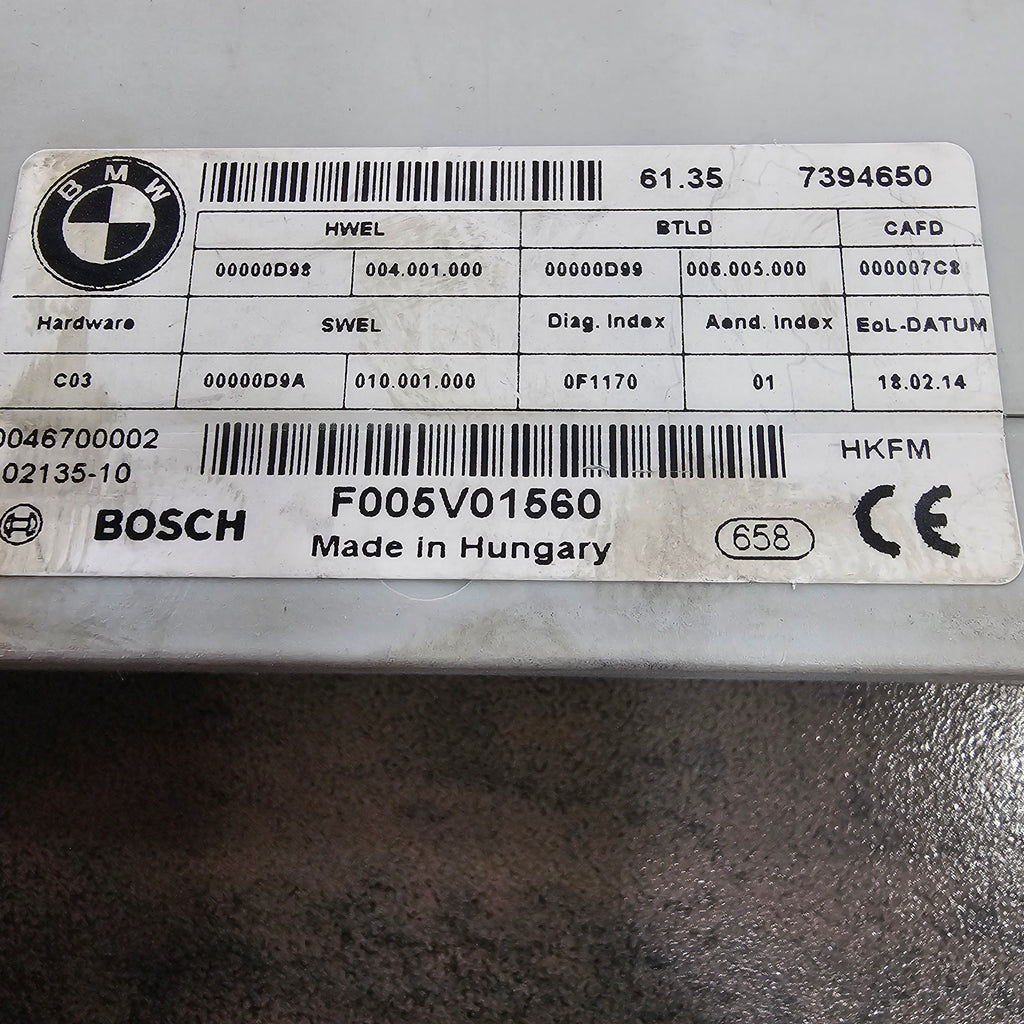 BMW
61.35 7394650
HWEL BTLD CAFD
00000D98 004.001.000 00000D99 006.005.000 000007C8
Hardware SWEL Diag. Index Aend. Index EoL-DATUM
C03 00000D9A 010.001.000 0F1170 01 18.02.14
0046700002
02135-10
HKFM
F005V01560
BOSCH
Made in Hungary
658
CE